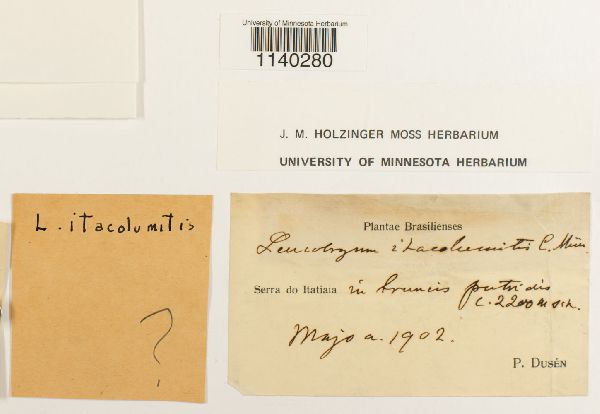 University of Minnesota Herbarium
1140280
J. M. HOLZINGER MOSS HERBARIUM
UNIVERSITY OF MINNESOTA HERBARIUM
L. itacolumitis
?
Plantae Brasilienses
Leucobryum itacolumitis C. Müll.
Serra do Itatiaia in truncis putridis
c. 2200 m s.m.
Majo a. 1902.
P. DUSÉN